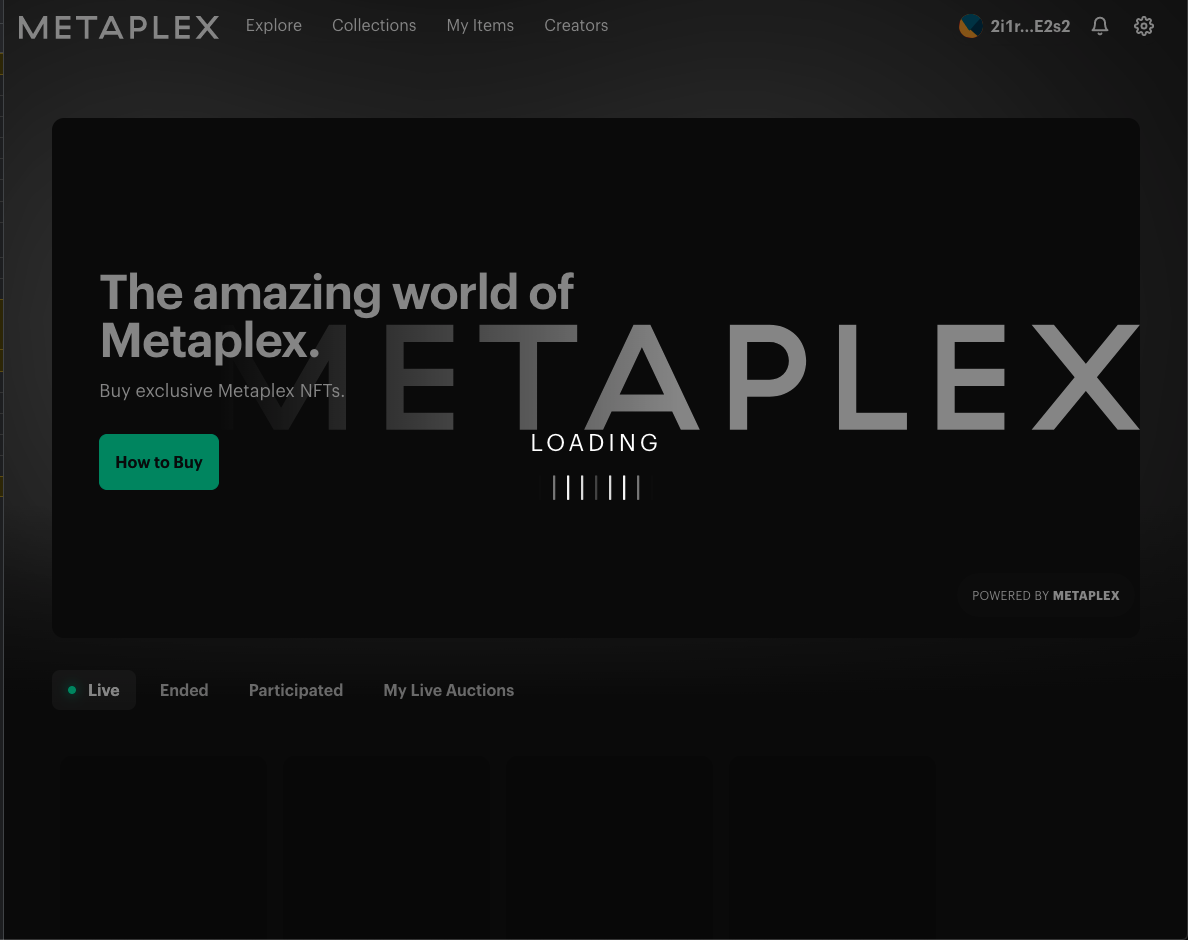 METAPLEX Explore Collections My Items Creators 2i1r...E2s2
The amazing world of
Metaplex.
METAPLEX
Buy exclusive Metaplex NFTs.
LOADING
How to Buy
POWERED BY METAPLEX
Live Ended Participated My Live Auctions